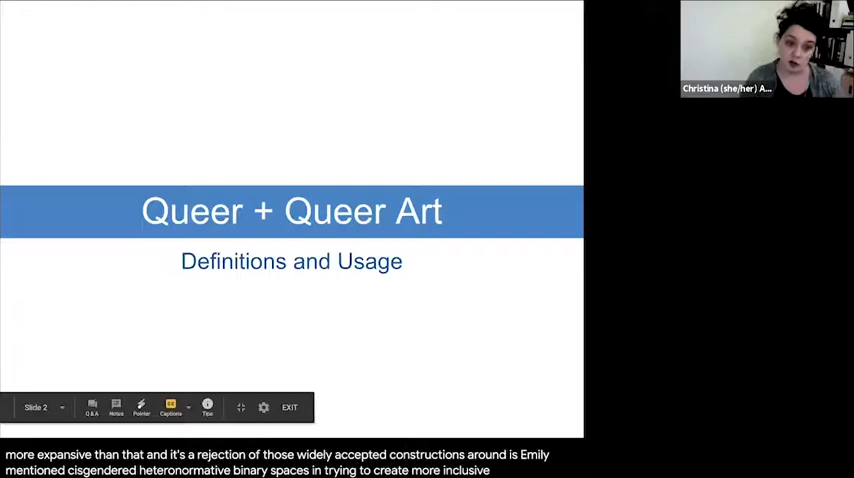 Christina (she/her) A...
Queer + Queer Art
Definitions and Usage
Slide 2
Q&A
Notes
Pointer
CC
Captions
Tips
EXIT
more expansive than that and it's a rejection of those widely accepted constructions around is Emily
mentioned cisgendered heteronormative binary spaces in trying to create more inclusive